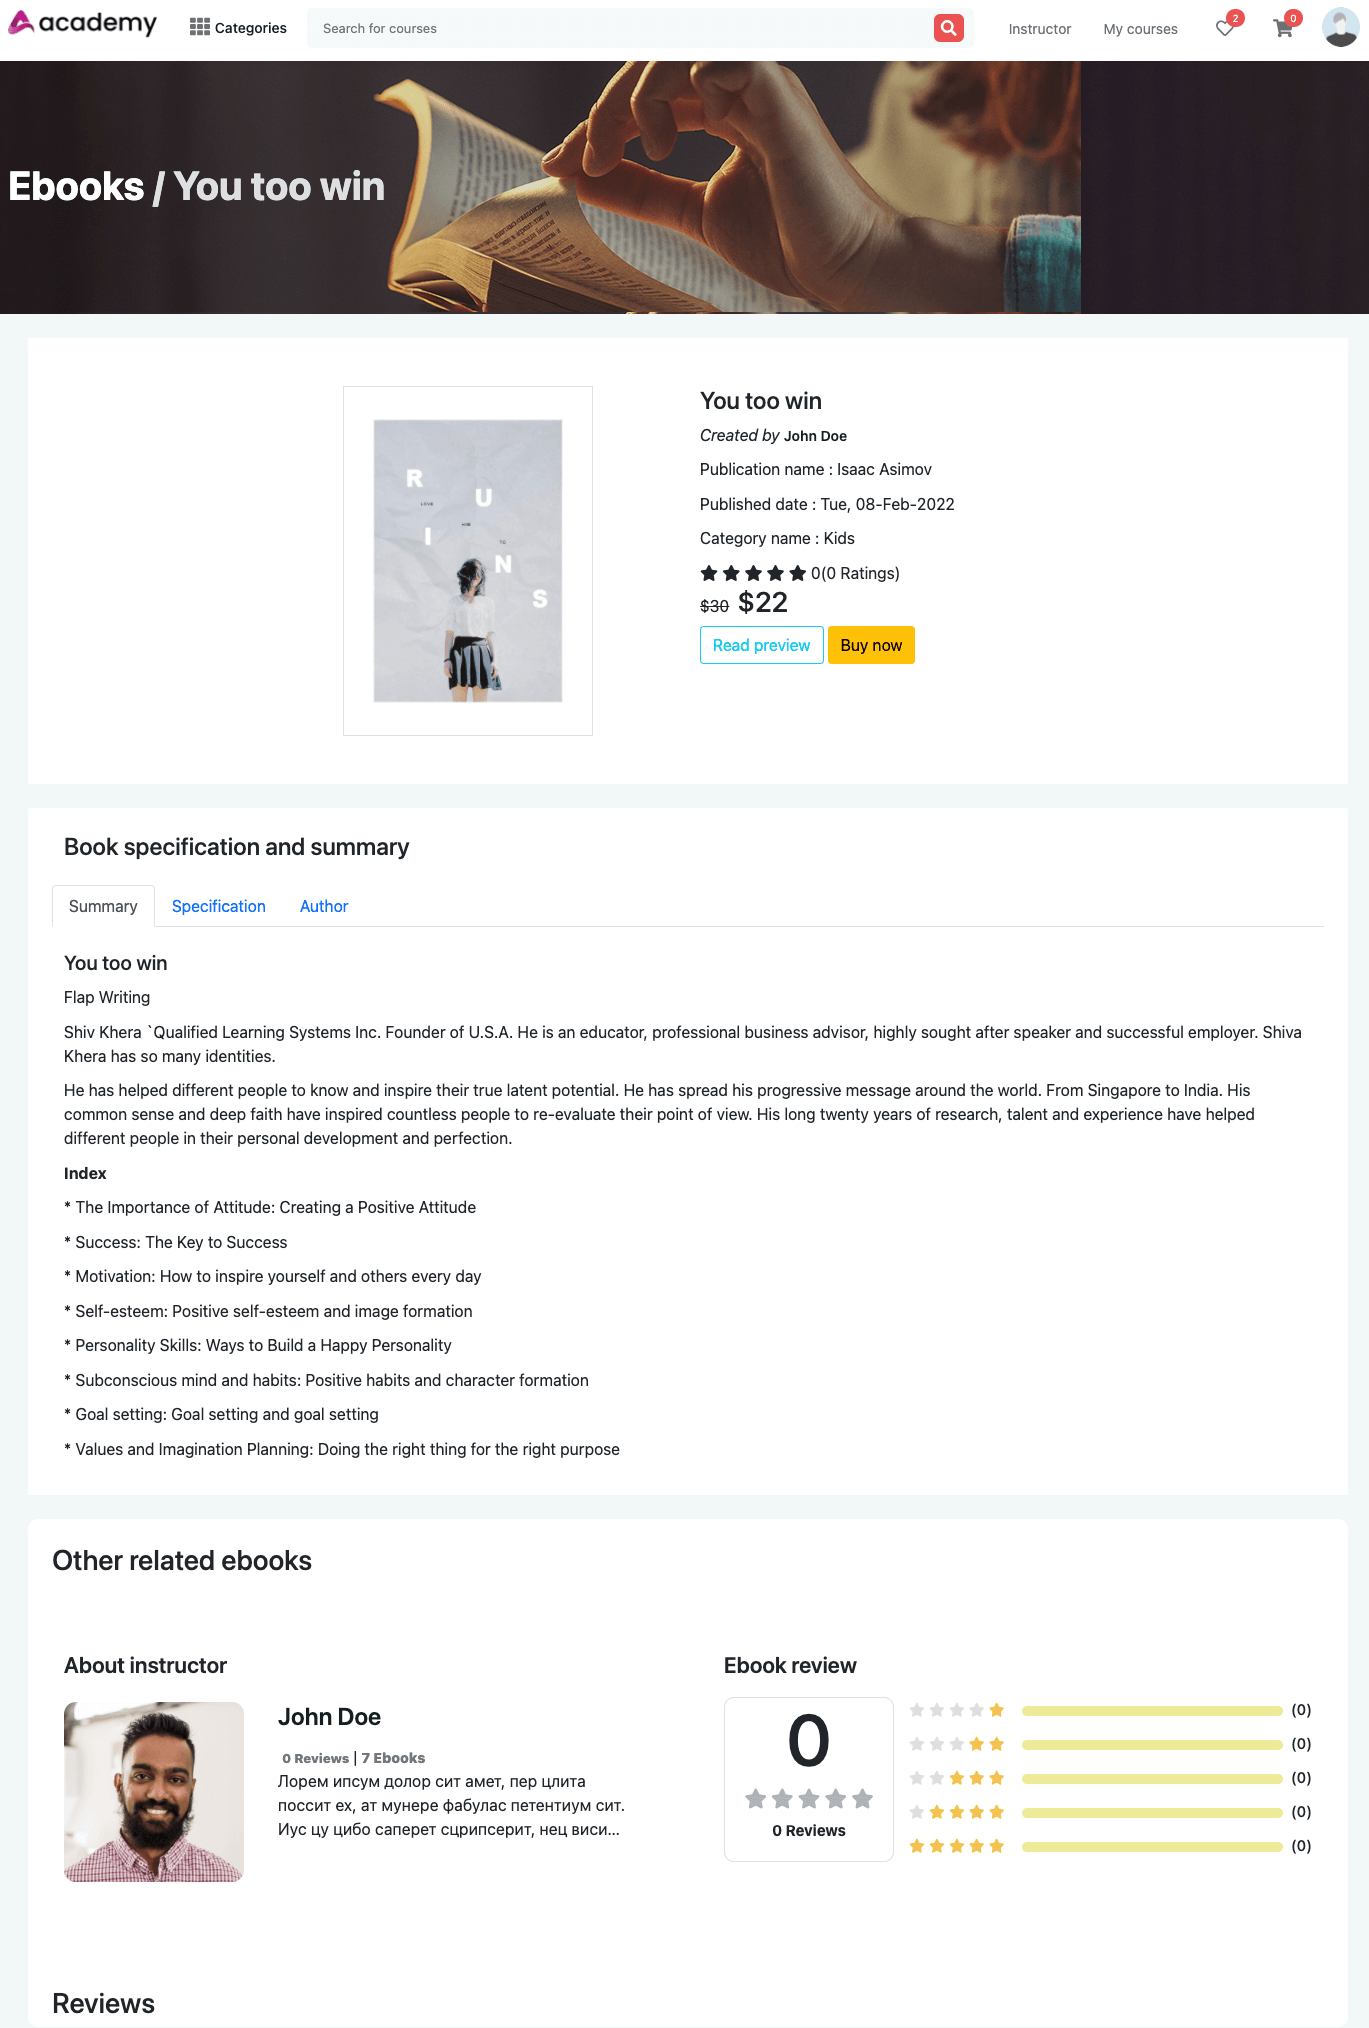 academy
Categories
Search for courses
Instructor
My courses
2
0
Ebooks / You too win
R
U
LOVE
I
TO
N
S
You too win
Created by John Doe
Publication name : Isaac Asimov
Published date : Tue, 08-Feb-2022
Category name : Kids
0(0 Ratings)
$30 $22
Read preview
Buy now
Book specification and summary
Summary
Specification
Author
You too win
Flap Writing
Shiv Khera `Qualified Learning Systems Inc. Founder of U.S.A. He is an educator, professional business advisor, highly sought after speaker and successful employer. Shiva
Khera has so many identities.
He has helped different people to know and inspire their true latent potential. He has spread his progressive message around the world. From Singapore to India. His
common sense and deep faith have inspired countless people to re-evaluate their point of view. His long twenty years of research, talent and experience have helped
different people in their personal development and perfection.
Index
* The Importance of Attitude: Creating a Positive Attitude
* Success: The Key to Success
* Motivation: How to inspire yourself and others every day
* Self-esteem: Positive self-esteem and image formation
* Personality Skills: Ways to Build a Happy Personality
* Subconscious mind and habits: Positive habits and character formation
* Goal setting: Goal setting and goal setting
* Values and Imagination Planning: Doing the right thing for the right purpose
Other related ebooks
About instructor
John Doe
0 Reviews | 7 Ebooks
Лорем ипсум долор сит амет, пер цлита
поссит ех, ат мунере фабулас петентиум сит.
Иус цу цибо саперет сцрипсерит, нец виси...
Ebook review
0
0 Reviews
(0)
(0)
(0)
(0)
(0)
Reviews